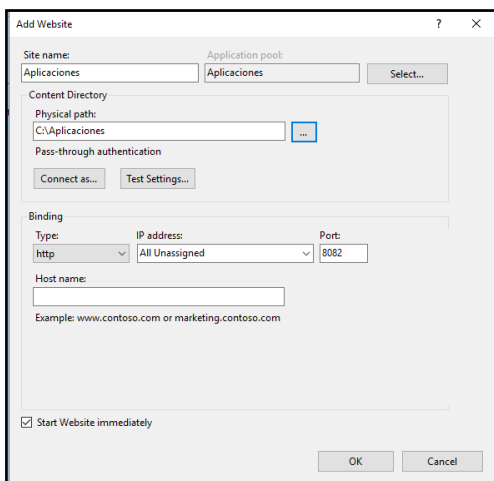 Add Website
? ×
Site name: Application pool:
Aplicaciones Aplicaciones Select...
Content Directory
Physical path:
C:\Aplicaciones ...
Pass-through authentication
Connect as... Test Settings...
Binding
Type: IP address: Port:
http All Unassigned 8082
Host name:
Example: www.contoso.com or marketing.contoso.com
Start Website immediately
OK Cancel